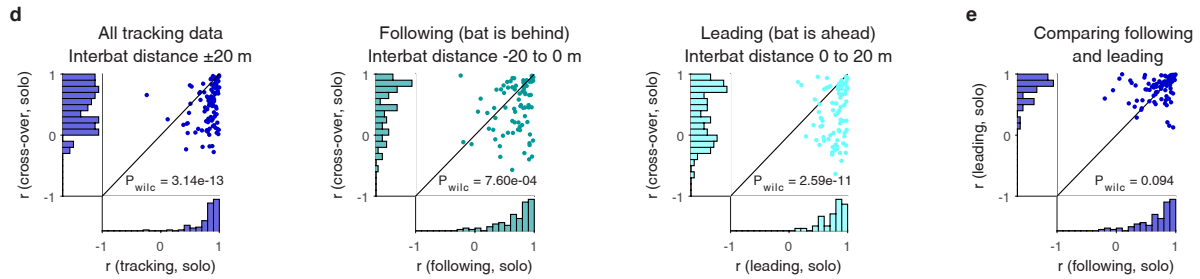 d
All tracking data
Interbat distance ±20 m
r (cross-over, solo)
1
0
-1
P wilc = 3.14e-13
-1 0 1
r (tracking, solo)
Following (bat is behind)
Interbat distance -20 to 0 m
r (cross-over, solo)
1
0
-1
P wilc = 7.60e-04
-1 0 1
r (following, solo)
Leading (bat is ahead)
Interbat distance 0 to 20 m
r (cross-over, solo)
1
0
-1
P wilc = 2.59e-11
-1 0 1
r (leading, solo)
e
Comparing following
and leading
r (leading, solo)
1
0
-1
P wilc = 0.094
-1 0 1
r (following, solo)